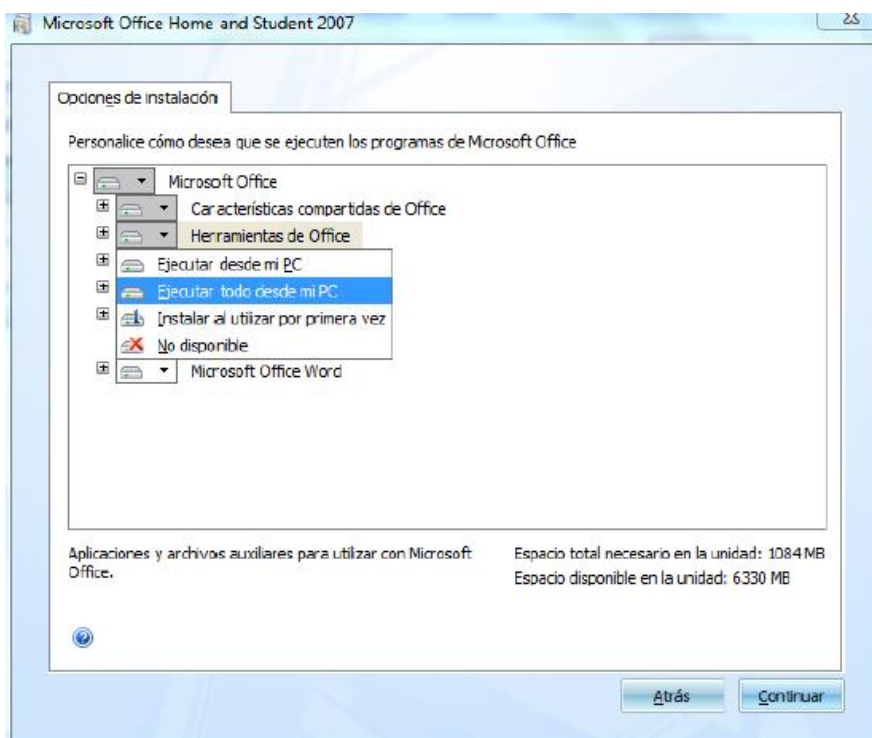 Microsoft Office Home and Student 2007
Opciones de instalación
Personalice cómo desea que se ejecuten los programas de Microsoft Office
Microsoft Office
Características compartidas de Office
Herramientas de Office
Ejecutar desde mi PC
Ejecutar todo desde mi PC
Instalar al utilizar por primera vez
No disponible
Microsoft Office Word
Aplicaciones y archivos auxiliares para utilizar con Microsoft
Office.
Espacio total necesario en la unidad: 1084 MB
Espacio disponible en la unidad: 6330 MB
Atrás
Continuar